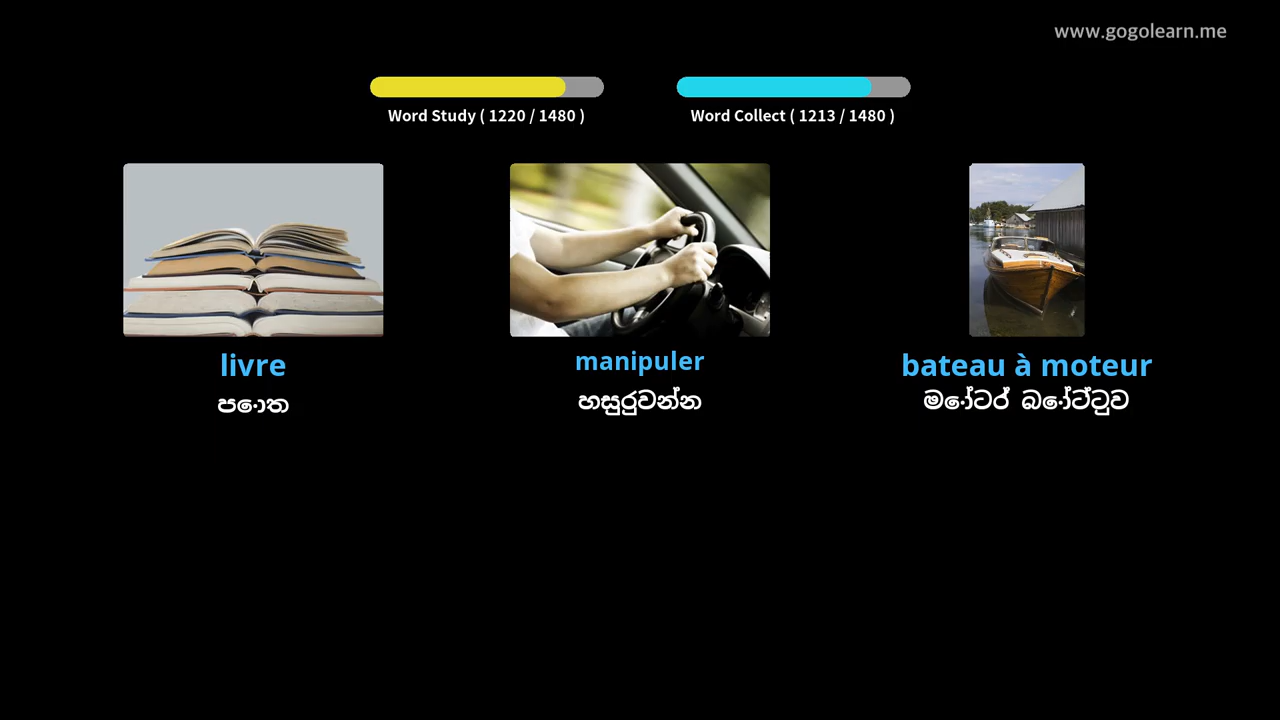 www.gogolearn.me
Word Study ( 1220 / 1480 )
Word Collect ( 1213 / 1480 )
livre
manipuler
bateau à moteur
පොත
හසුරුවන්න
මෝටර් බෝට්ටුව